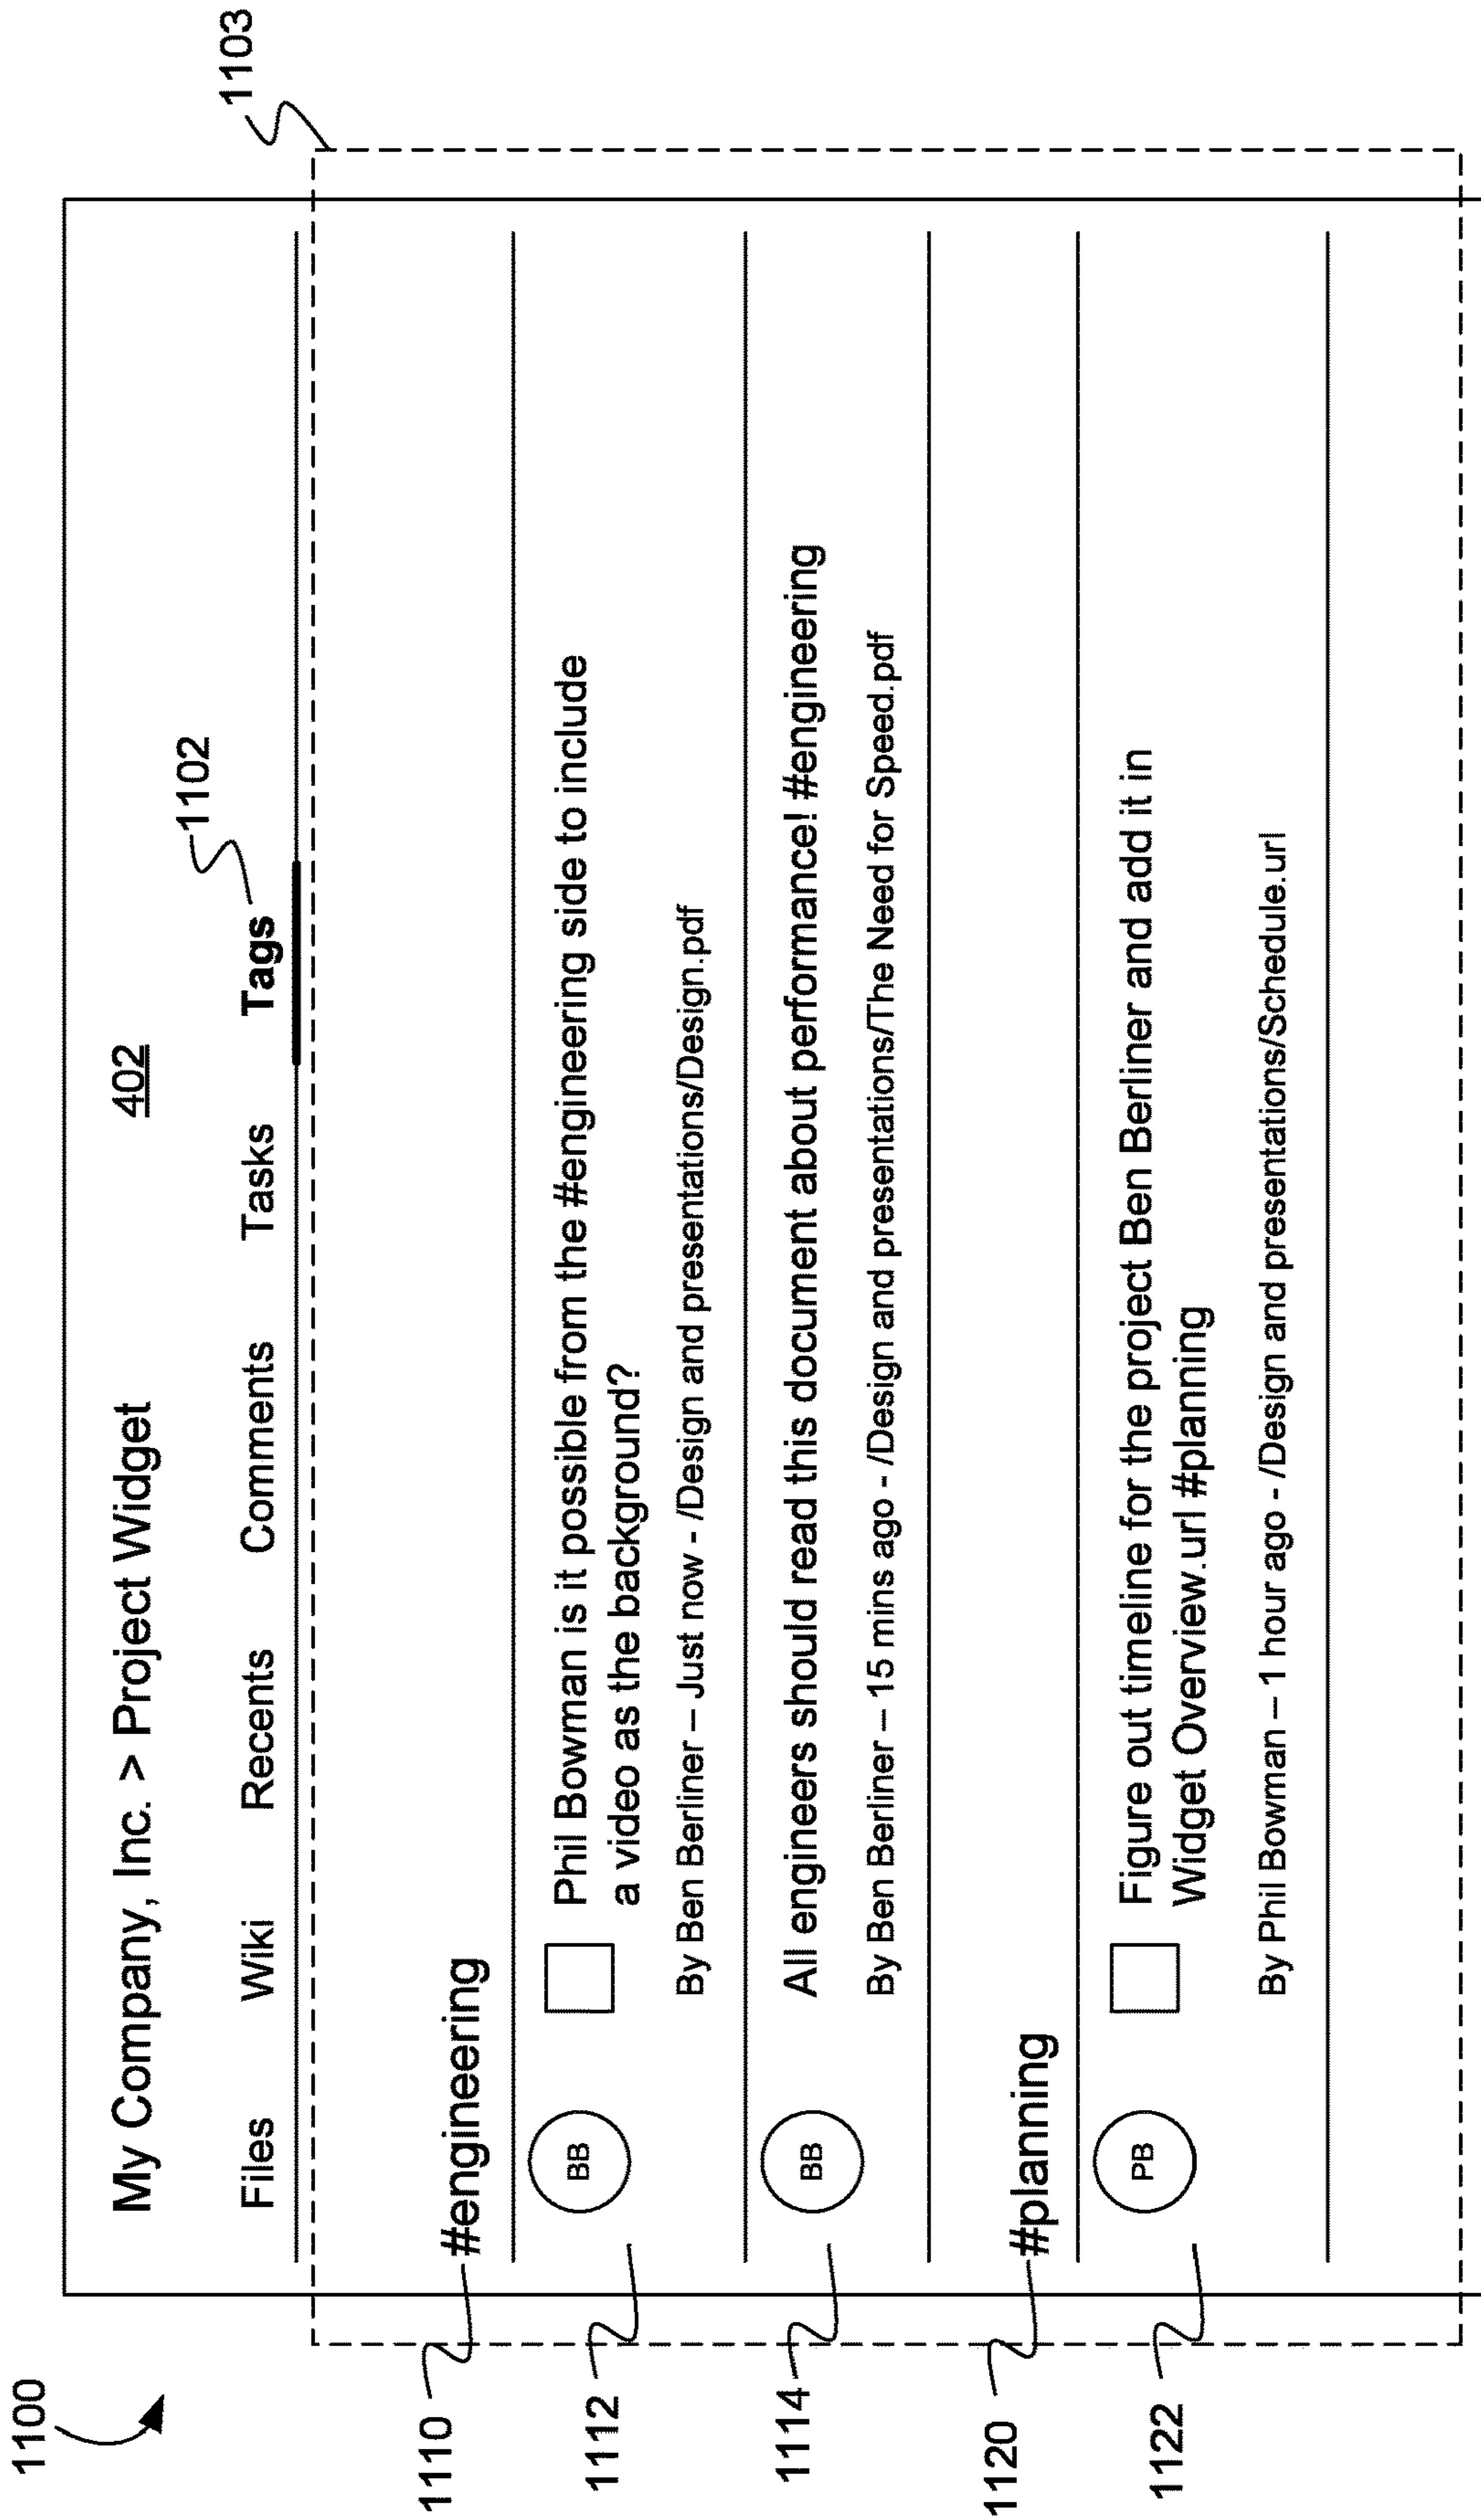 1100
My Company, Inc. > Project Widget
402
1102
1103
Files Wiki Recents Comments Tasks Tags
1110
#engineering
1112
BB
Phil Bowman is it possible from the #engineering side to include
a video as the background?
By Ben Berliner – Just now - /Design and presentations/Design.pdf
1114
BB
All engineers should read this document about performance! #engineering
By Ben Berliner – 15 mins ago - /Design and presentations/The Need for Speed.pdf
1120
#planning
1122
PB
Figure out timeline for the project Ben Berliner and add it in
Widget Overview.url #planning
By Phil Bowman – 1 hour ago - /Design and presentations/Schedule.url